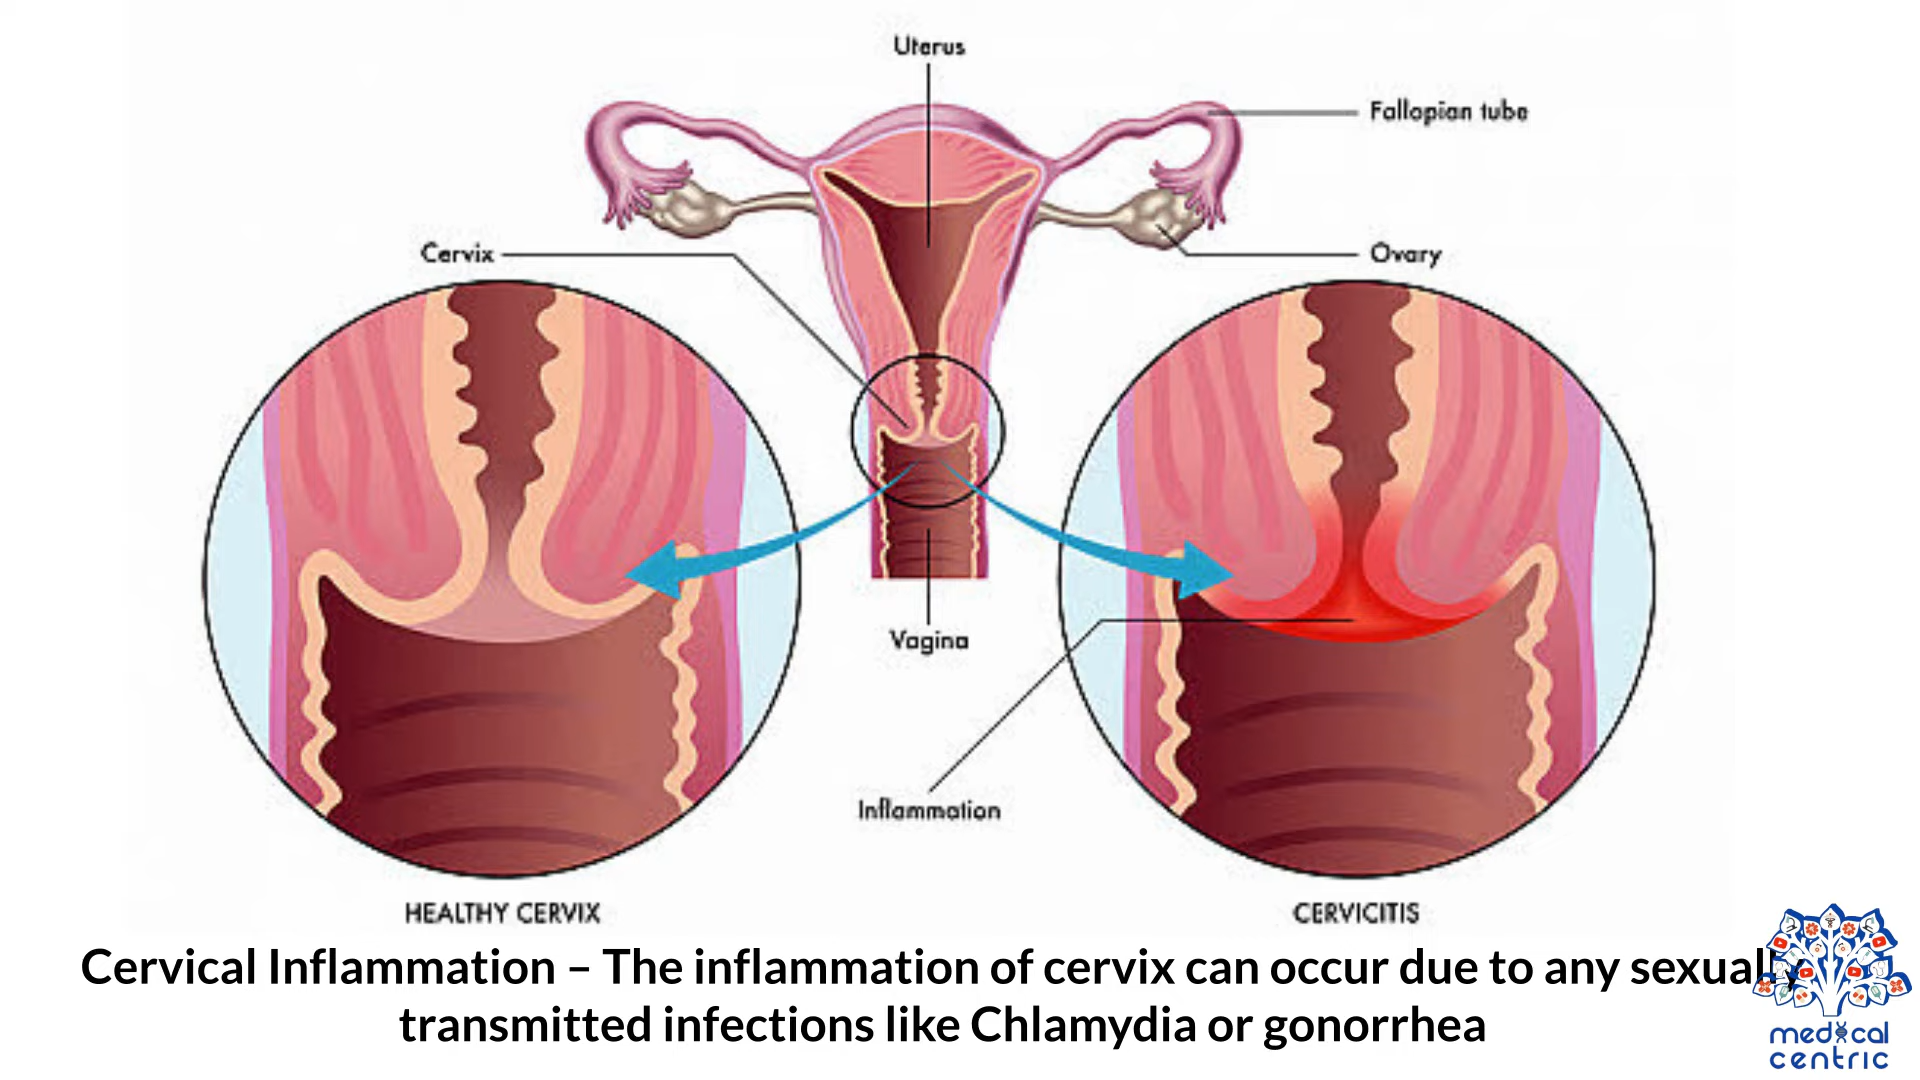 Uterus
Fallopian tube
Cervix
Ovary
Vagina
Inflammation
HEALTHY CERVIX
CERVICITIS
Cervical Inflammation – The inflammation of cervix can occur due to any sexually
transmitted infections like Chlamydia or gonorrhea
medical
centric